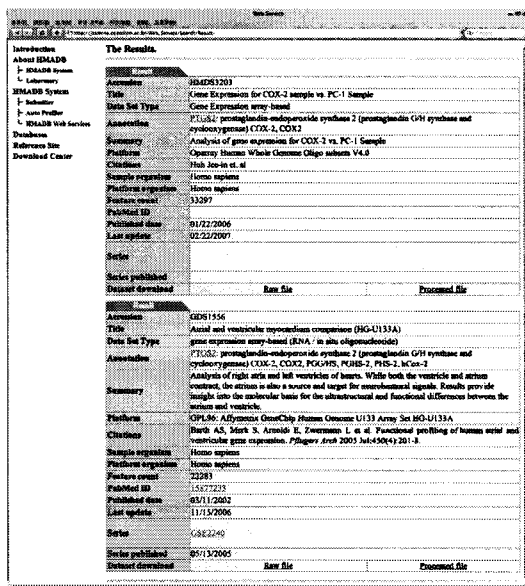 Web Service
The Results.
Introduction
About HMADB
HMADB System
Laboratory
HMADB System
Submitter
Auto Profiler
HMADB Web Services
Databases
Reference Site
Download Center
Result
Accession HMDS3203
Title Gene Expression for COX-2 sample vs. PC-1 Sample
Data Set Type Gene Expression array-based
Annotation PTGS2: prostaglandin-endoperoxide synthase 2 (prostaglandin G/H synthase and
cyclooxygenase) COX-2, COX2
Summary Analysis of gene expression for COX-2 vs. PC-1 Sample
Platform Human Whole Genome Oligo V4.0
Citations Huh et. al
Sample organism Homo sapiens
Platform organism Homo sapiens
Feature count 33297
PubMed ID
Published date 01/22/2006
Last update 02/22/2007
Series
Series published
Dataset download Raw file Processed file
Result
Accession GDS1556
Title Atrial and ventricular myocardium comparison (HG-U133A)
Data Set Type gene expression array-based (RNA / in situ oligonucleotide)
Annotation PTGS2: prostaglandin-endoperoxide synthase 2 (prostaglandin G/H synthase and
cyclooxygenase) COX-2, COX2, PGG/HS, PGHS-2, PHS-2, hCox-2
Summary Analysis of right atria and left ventricles of hearts. While both the ventricle and atrium
contract, the atrium is also a source and target for neurohumoral signals. Results provide
insight into the molecular basis for the ultrastructural and functional differences between the
atrium and ventricle.
Platform GPL96: Affymetrix GeneChip Human Genome U133 Array Set HG-U133A
Citations Barth AS, Merk S, Arnoldi E, Zwermann L et al. Functional profiling of human atrial and
ventricular gene expression. Pflugers Arch 2005 Jul;450(4):201-8.
Sample organism Homo sapiens
Platform organism Homo sapiens
Feature count 22283
PubMed ID 15877233
Published date 03/11/2002
Last update 11/15/2006
Series GSE2240
Series published 05/13/2005
Dataset download Raw file Processed file